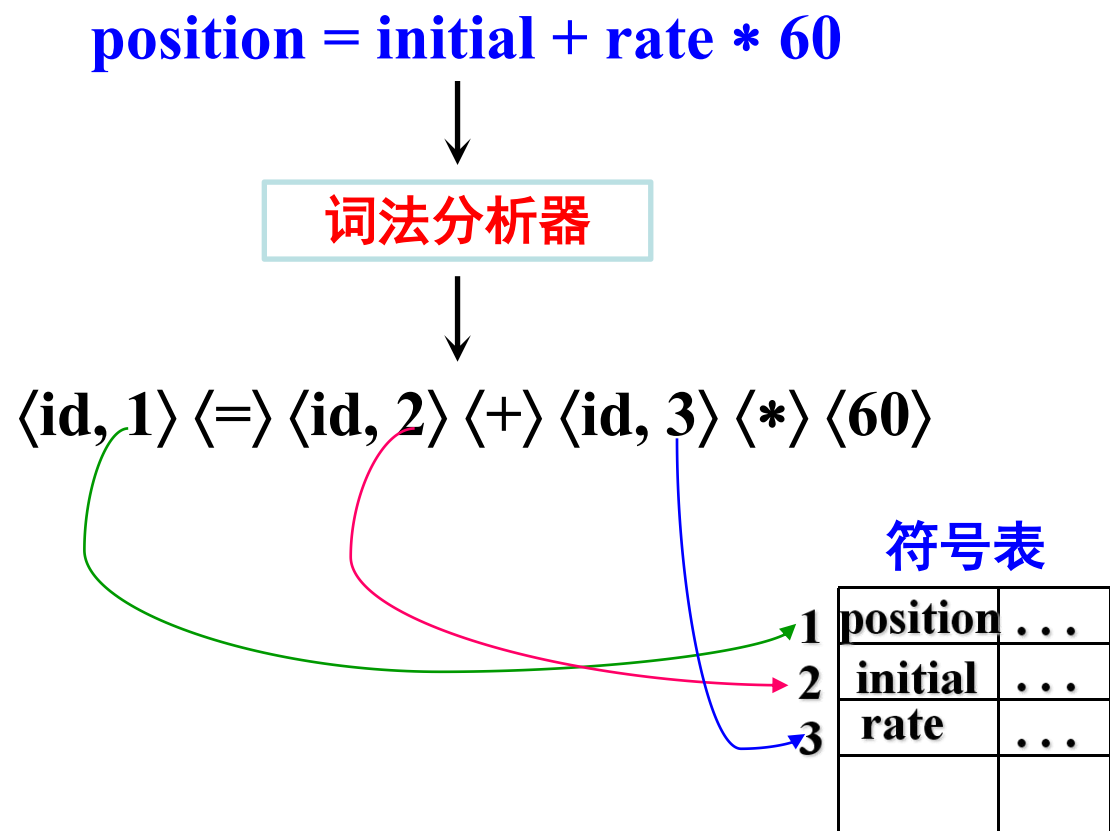 position = initial + rate * 60
词法分析器
⟨id, 1⟩ ⟨=⟩ ⟨id, 2⟩ ⟨+⟩ ⟨id, 3⟩ ⟨*⟩ ⟨60⟩
符号表
1 position . . .
2 initial . . .
3 rate . . .